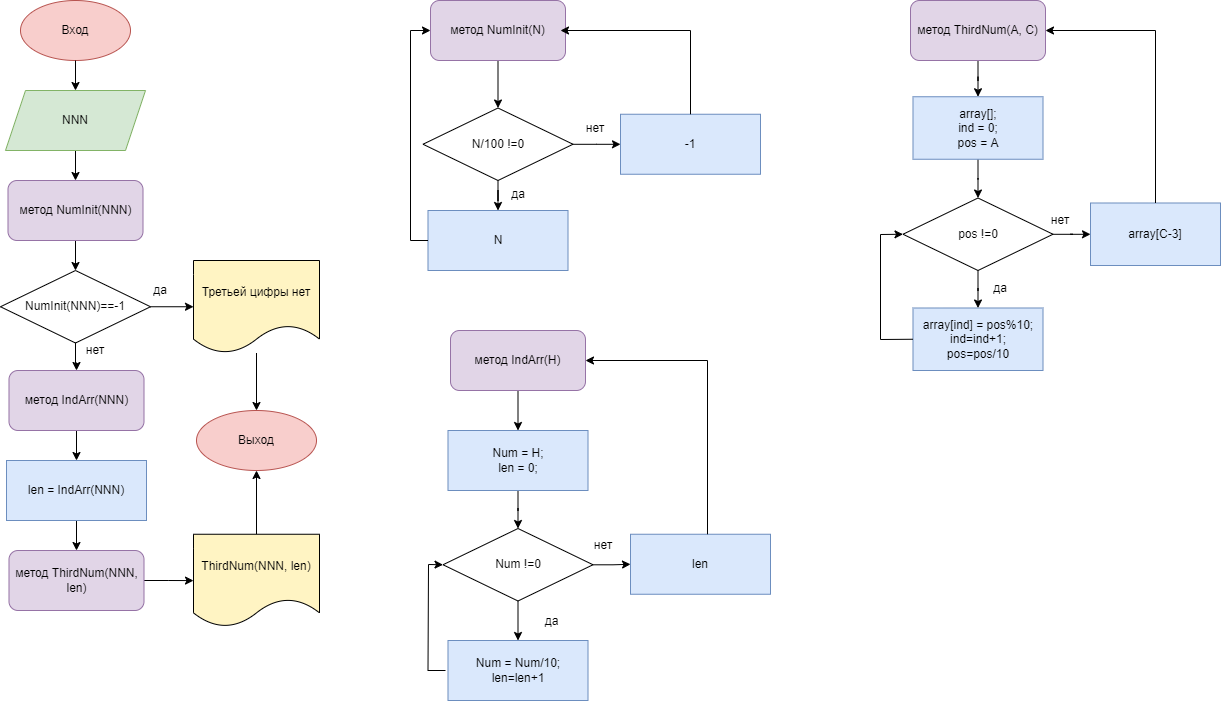 Вход
NNN
метод NumInit(NNN)
NumInit(NNN)==-1
да
Третьей цифры нет
нет
метод IndArr(NNN)
Выход
len = IndArr(NNN)
метод ThirdNum(NNN,
len)
ThirdNum(NNN, len)
метод NumInit(N)
N/100 !=0
нет
-1
да
N
метод IndArr(H)
Num = H;
len = 0;
Num !=0
нет
len
да
Num = Num/10;
len=len+1
метод ThirdNum(A, C)
array[];
ind = 0;
pos = A
pos !=0
нет
array[C-3]
да
array[ind] = pos%10;
ind=ind+1;
pos=pos/10